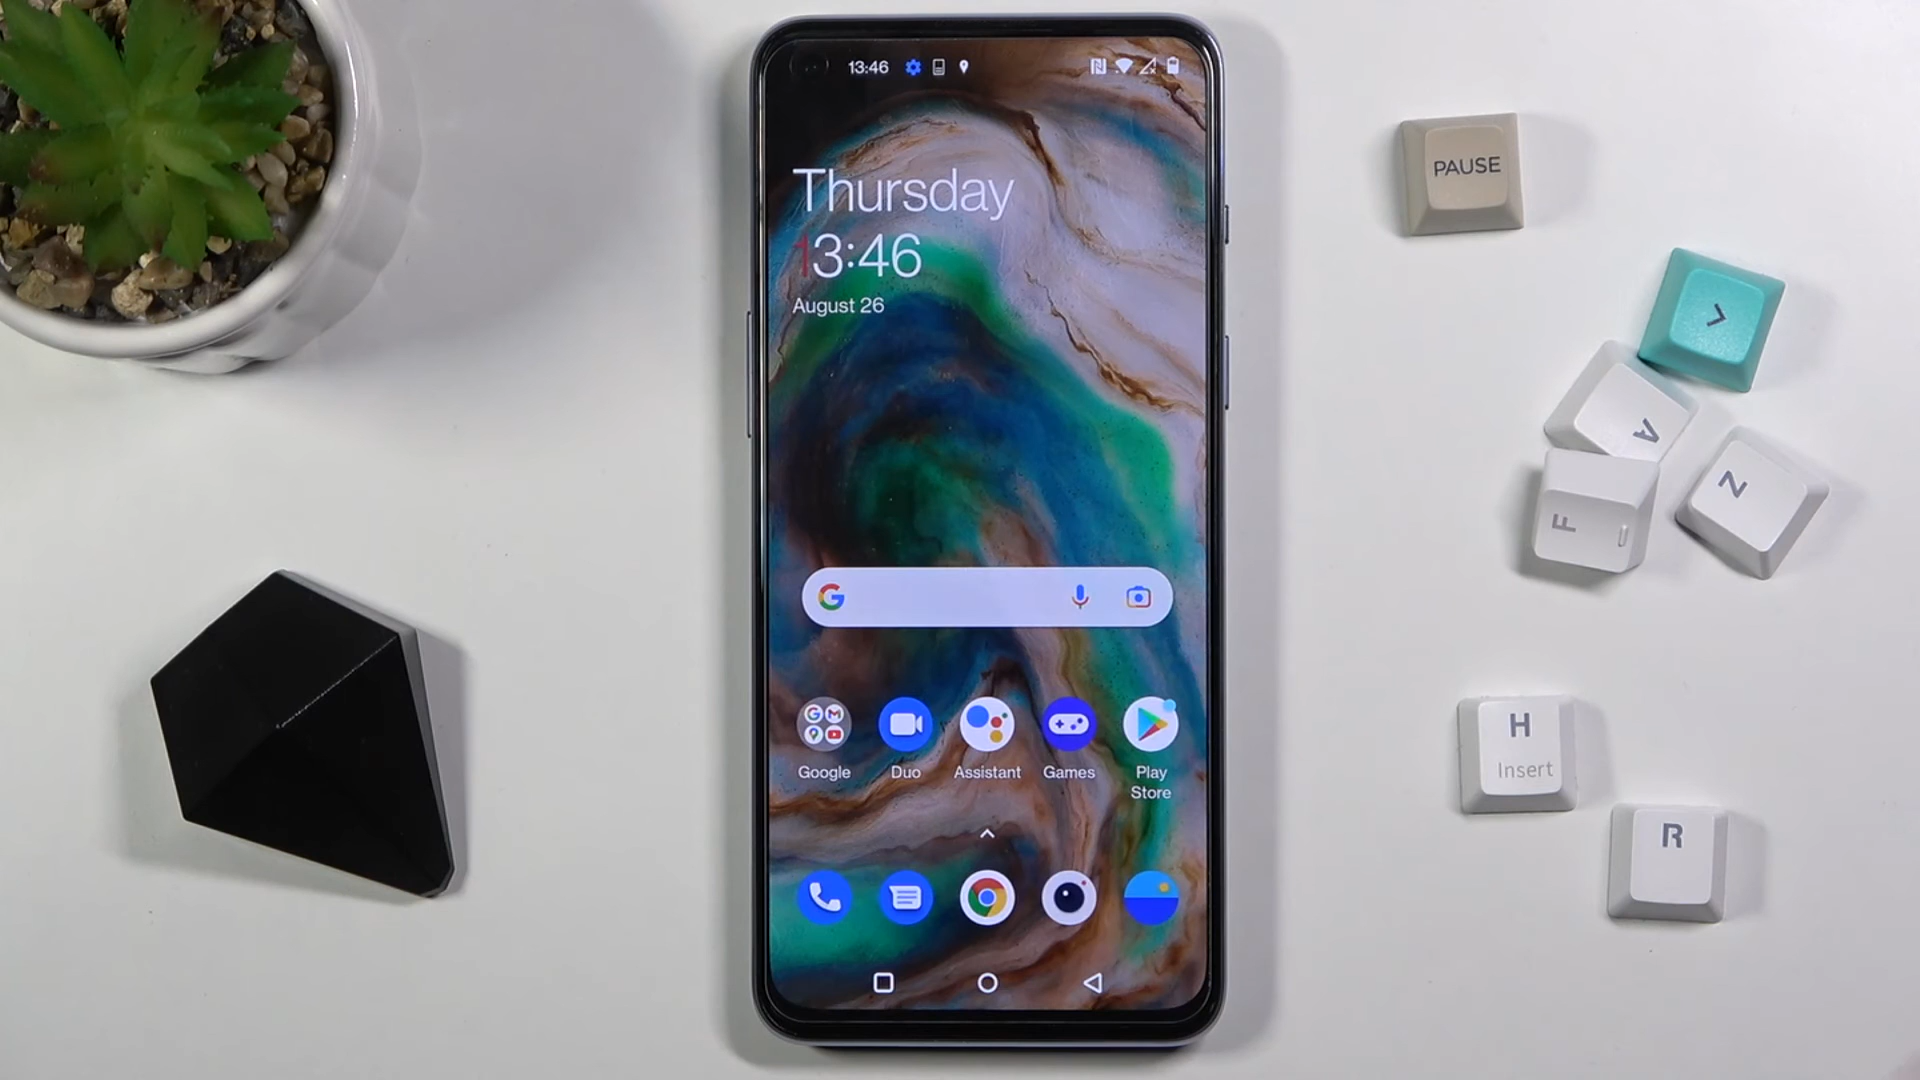 13:46
Thursday
13:46
August 26
Google
Duo
Assistant
Games
Play
Store
PAUSE
>
A
F
Z
H
Insert
R